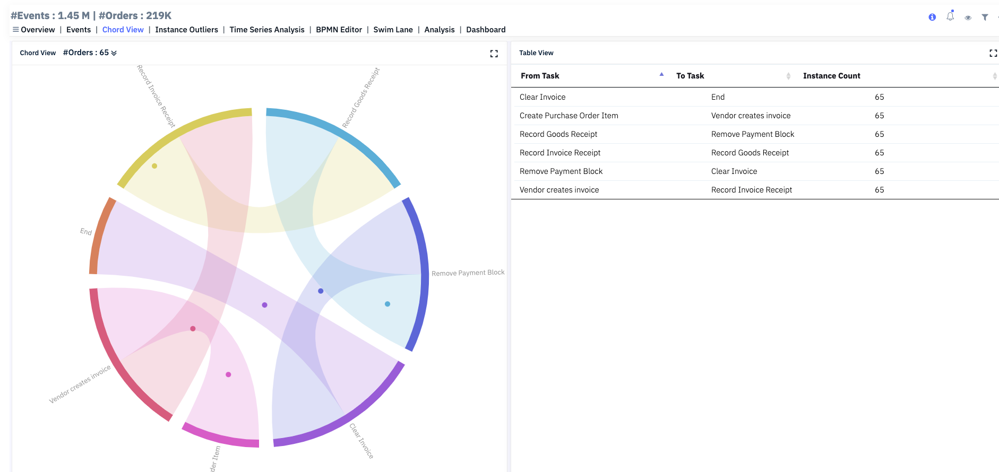 #Events : 1.45 M | #Orders : 219K
Overview | Events | Chord View | Instance Outliers | Time Series Analysis | BPMN Editor | Swim Lane | Analysis | Dashboard
Chord View #Orders : 65
Record Invoice Receipt
Record Goods Receipt
End
Remove Payment Block
Vendor creates invoice
Clear Invoice
Item
Table View
From Task To Task Instance Count
Clear Invoice End 65
Create Purchase Order Item Vendor creates invoice 65
Record Goods Receipt Remove Payment Block 65
Record Invoice Receipt Record Goods Receipt 65
Remove Payment Block Clear Invoice 65
Vendor creates invoice Record Invoice Receipt 65